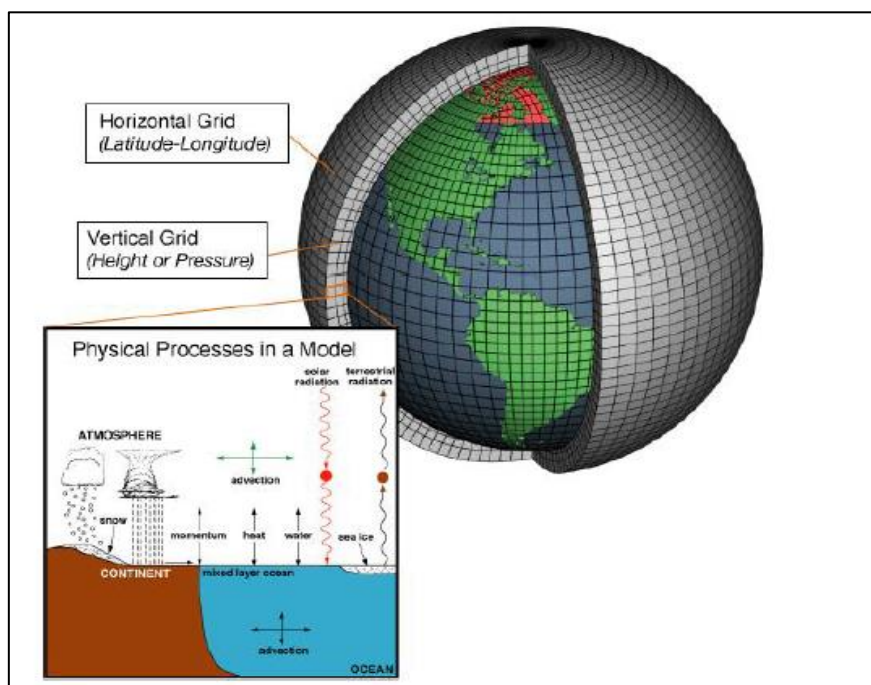 Horizontal Grid
(Latitude-Longitude)
Vertical Grid
(Height or Pressure)
Physical Processes in a Model
solar
radiation
terrestrial
radiation
ATMOSPHERE
advection
snow
momentum
heat
water
sea ice
CONTINENT
mixed layer ocean
advection
OCEAN